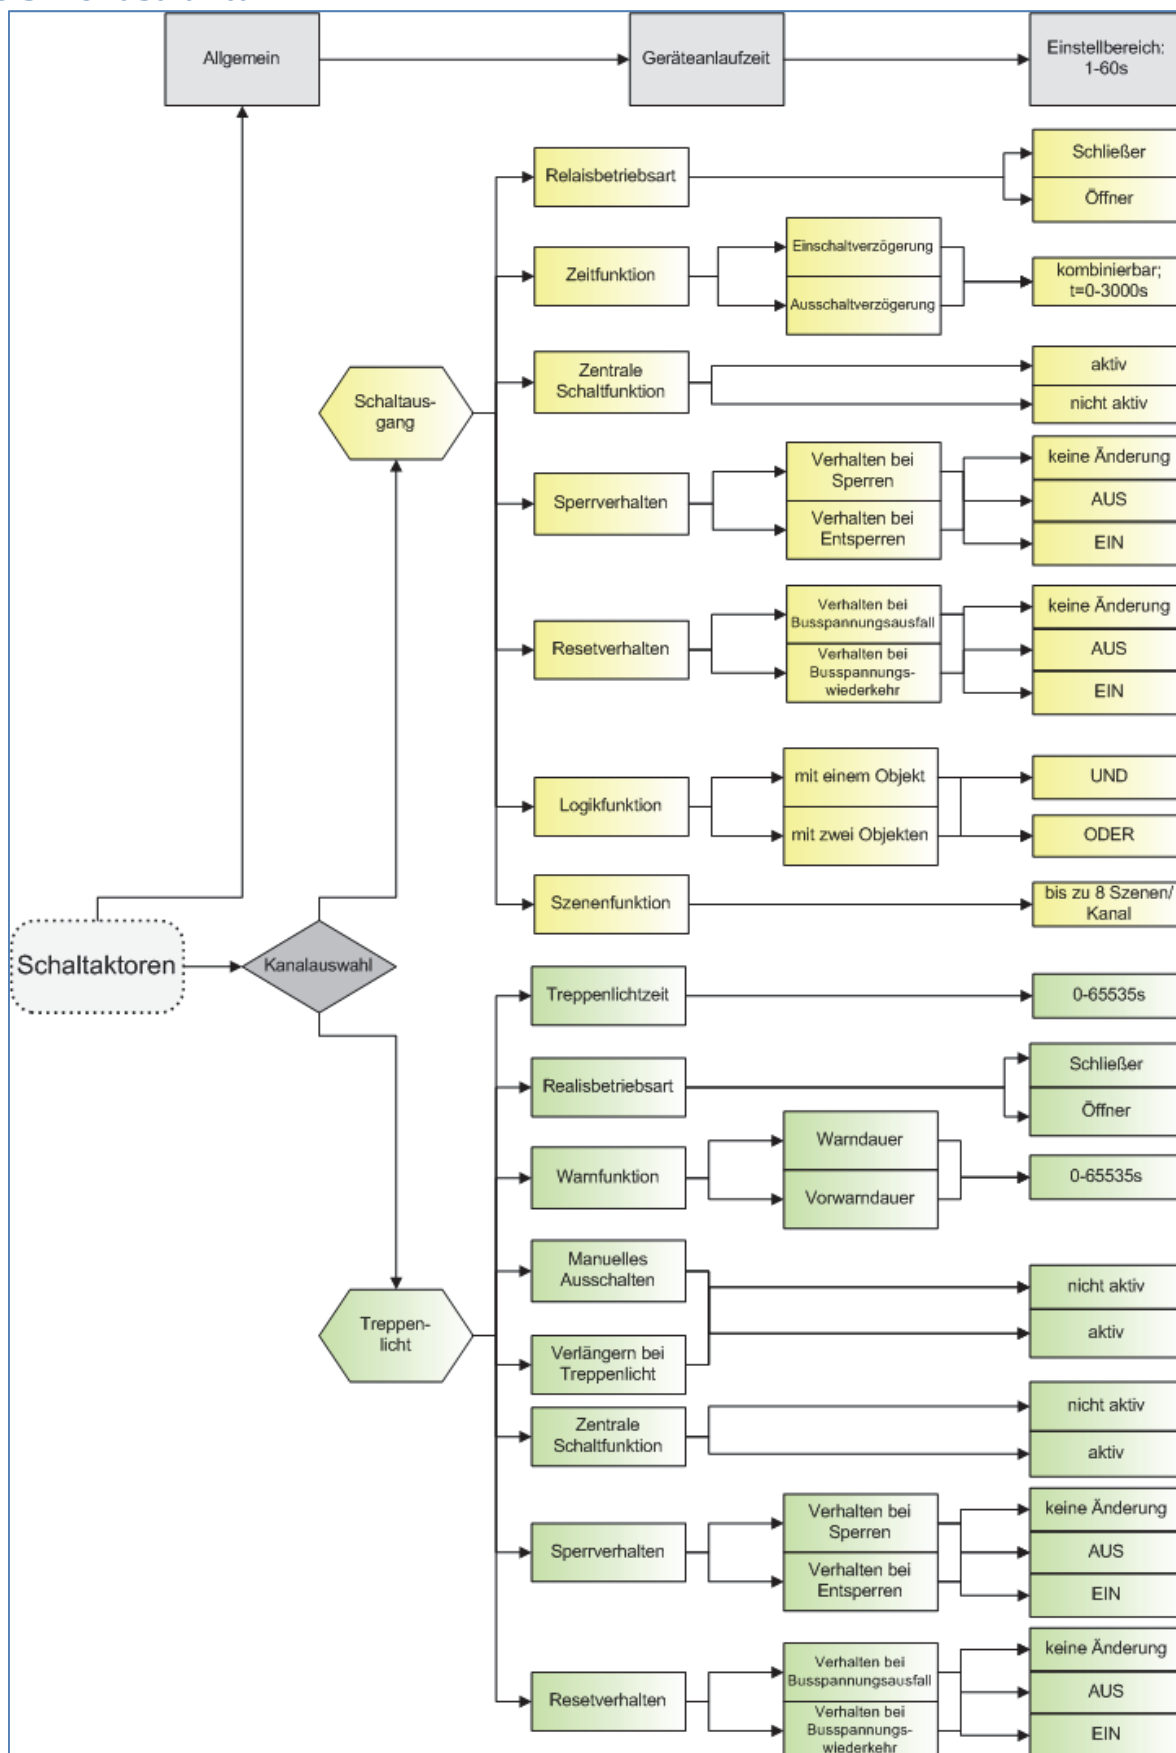 Allgemein
Geräteanlaufzeit
Einstellbereich:
1-60s
Relaisbetriebsart
Schließer
Öffner
Zeitfunktion
Einschaltverzögerung
Ausschaltverzögerung
kombinierbar;
t=0-3000s
Schaltaus-
gang
Zentrale
Schaltfunktion
aktiv
nicht aktiv
Sperrverhalten
Verhalten bei
Sperren
Verhalten bei
Entsperren
keine Änderung
AUS
EIN
Resetverhalten
Verhalten bei
Busspannungsausfall
Verhalten bei
Busspannungs-
wiederkehr
keine Änderung
AUS
EIN
Logikfunktion
mit einem Objekt
mit zwei Objekten
UND
ODER
Szenenfunktion
bis zu 8 Szenen/
Kanal
Schaltaktoren
Kanalauswahl
Treppenlichtzeit
0-65535s
Realisbetriebsart
Schließer
Öffner
Warnfunktion
Warndauer
Vorwarndauer
0-65535s
Treppen-
licht
Manuelles
Ausschalten
Verlängern bei
Treppenlicht
nicht aktiv
aktiv
Zentrale
Schaltfunktion
nicht aktiv
aktiv
Sperrverhalten
Verhalten bei
Sperren
Verhalten bei
Entsperren
keine Änderung
AUS
EIN
Resetverhalten
Verhalten bei
Busspannungsausfall
Verhalten bei
Busspannungs-
wiederkehr
keine Änderung
AUS
EIN